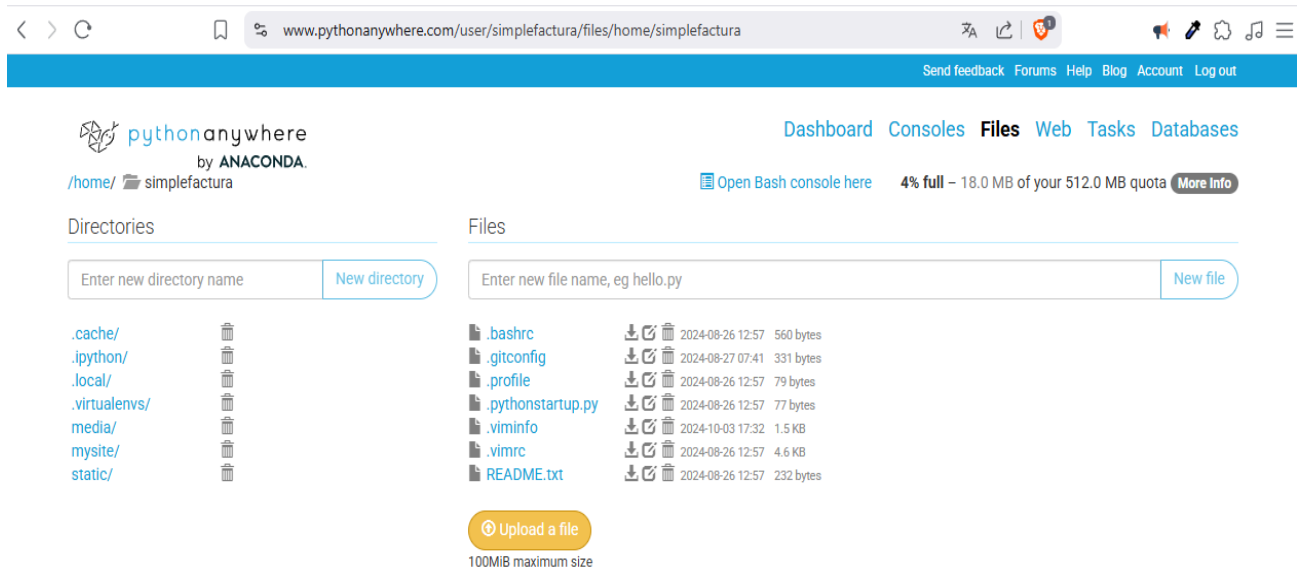 www.pythonanywhere.com/user/simplefactura/files/home/simplefactura
1
Send feedback Forums Help Blog Account Log out
pythonanywhere
by ANACONDA.
Dashboard Consoles Files Web Tasks Databases
/home/ simplefactura
Open Bash console here 4% full – 18.0 MB of your 512.0 MB quota More Info
Directories
Files
Enter new directory name New directory
Enter new file name, eg hello.py New file
.cache/
.ipython/
.local/
.virtualenvs/
media/
mysite/
static/
.bashrc 2024-08-26 12:57 560 bytes
.gitconfig 2024-08-27 07:41 331 bytes
.profile 2024-08-26 12:57 79 bytes
.pythonstartup.py 2024-08-26 12:57 77 bytes
.viminfo 2024-10-03 17:32 1.5 KB
.vimrc 2024-08-26 12:57 4.6 KB
README.txt 2024-08-26 12:57 232 bytes
Upload a file
100MiB maximum size